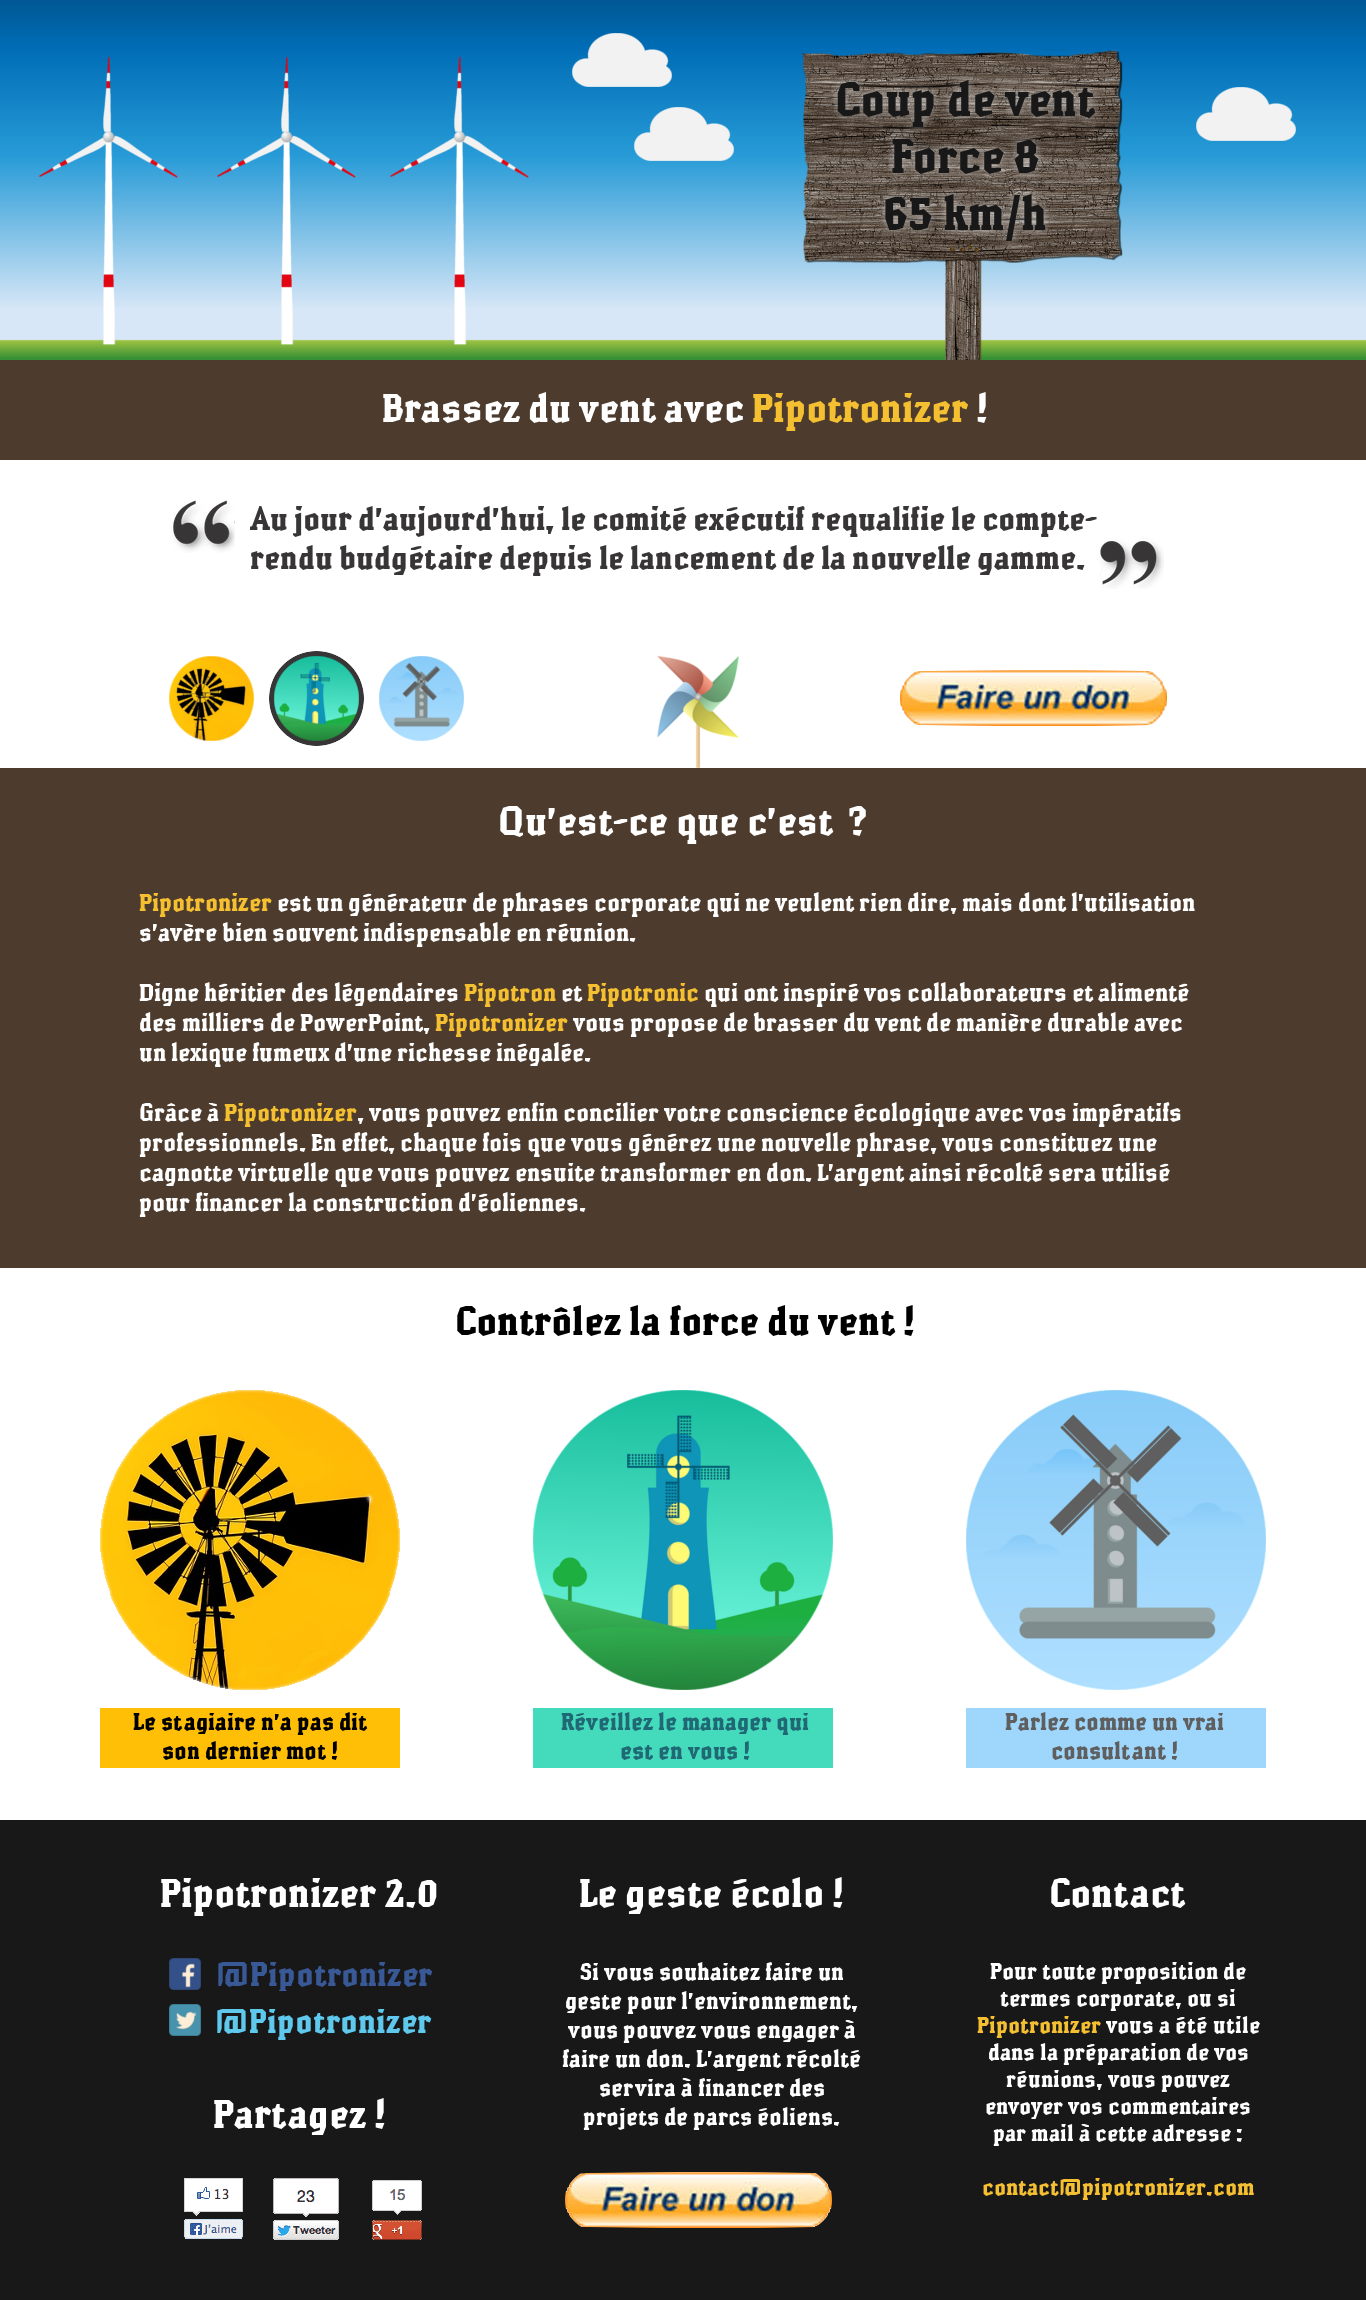 Coup de vent
Force 8
65 km/h
Brassez du vent avec Pipotronizer !
“ Au jour d'aujourd'hui, le comité exécutif requalifie le compte-
rendu budgétaire depuis le lancement de la nouvelle gamme. ”
Faire un don
Qu'est-ce que c'est ?
Pipotronizer est un générateur de phrases corporate qui ne veulent rien dire, mais dont l'utilisation
s'avère bien souvent indispensable en réunion.
Digne héritier des légendaires Pipotron et Pipotronic qui ont inspiré vos collaborateurs et alimenté
des milliers de PowerPoint, Pipotronizer vous propose de brasser du vent de manière durable avec
un lexique fumeux d'une richesse inégalée.
Grâce à Pipotronizer, vous pouvez enfin concilier votre conscience écologique avec vos impératifs
professionnels. En effet, chaque fois que vous générez une nouvelle phrase, vous constituez une
cagnotte virtuelle que vous pouvez ensuite transformer en don. L'argent ainsi récolté sera utilisé
pour financer la construction d'éoliennes.
Contrôlez la force du vent !
Le stagiaire n'a pas dit
son dernier mot !
Réveillez le manager qui
est en vous !
Parlez comme un vrai
consultant !
Pipotronizer 2.0
@Pipotronizer
@Pipotronizer
Partagez !
13
J'aime
23
Tweeter
15
+1
Le geste écolo !
Si vous souhaitez faire un
geste pour l'environnement,
vous pouvez vous engager à
faire un don. L'argent récolté
servira à financer des
projets de parcs éoliens.
Faire un don
Contact
Pour toute proposition de
termes corporate, ou si
Pipotronizer vous a été utile
dans la préparation de vos
réunions, vous pouvez
envoyer vos commentaires
par mail à cette adresse :
contact@pipotronizer.com